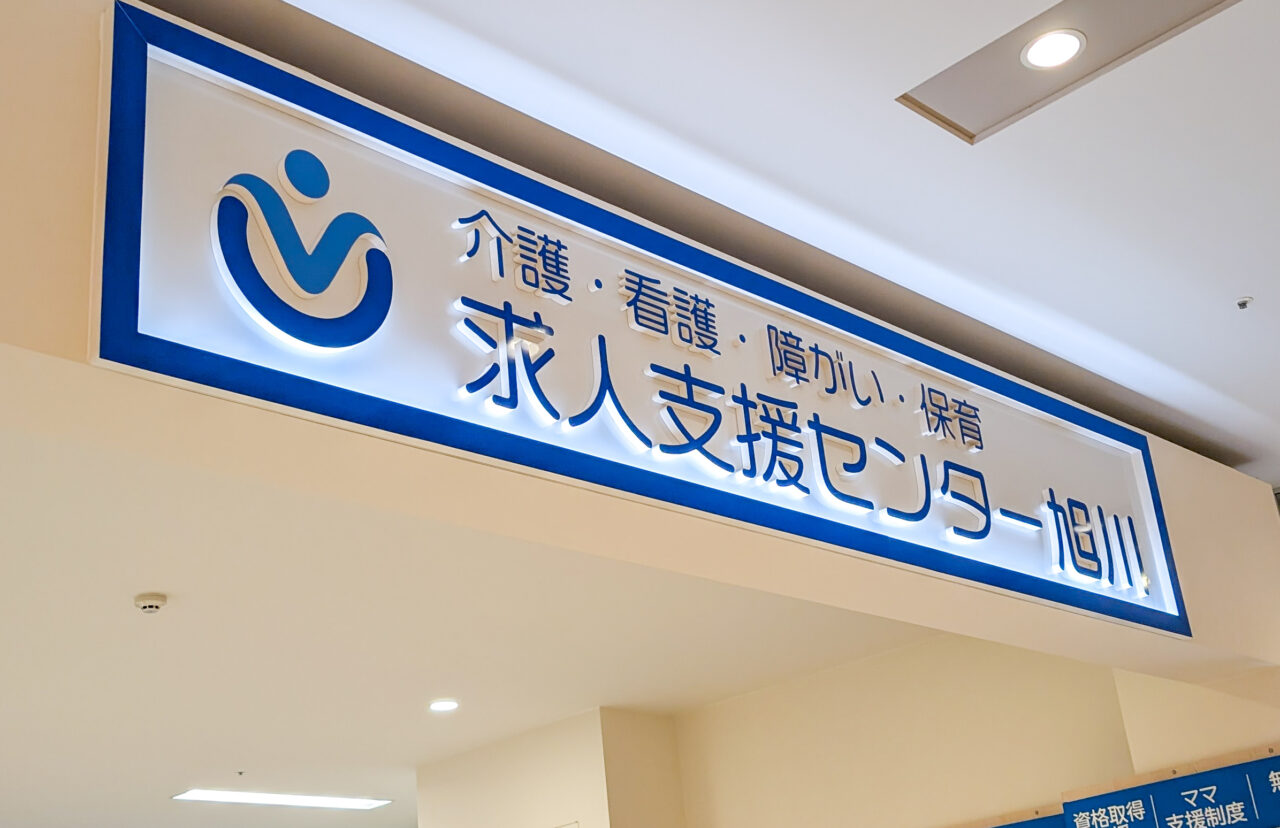 介護・看護・障がい・保育
求人支援センター旭川
資格取得
ママ
支援制度
無